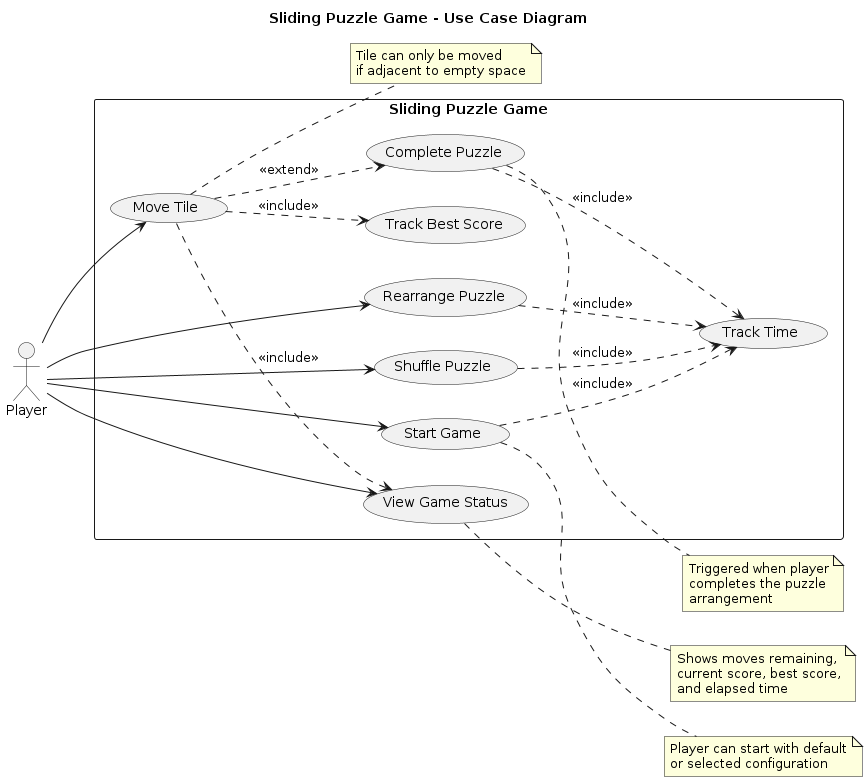 Sliding Puzzle Game - Use Case Diagram
Tile can only be moved
if adjacent to empty space
Sliding Puzzle Game
Complete Puzzle
«extend»
«include»
Move Tile
«include»
Track Best Score
Rearrange Puzzle
«include»
Track Time
Shuffle Puzzle
«include»
«include»
«include»
Player
Start Game
View Game Status
Triggered when player
completes the puzzle
arrangement
Shows moves remaining,
current score, best score,
and elapsed time
Player can start with default
or selected configuration